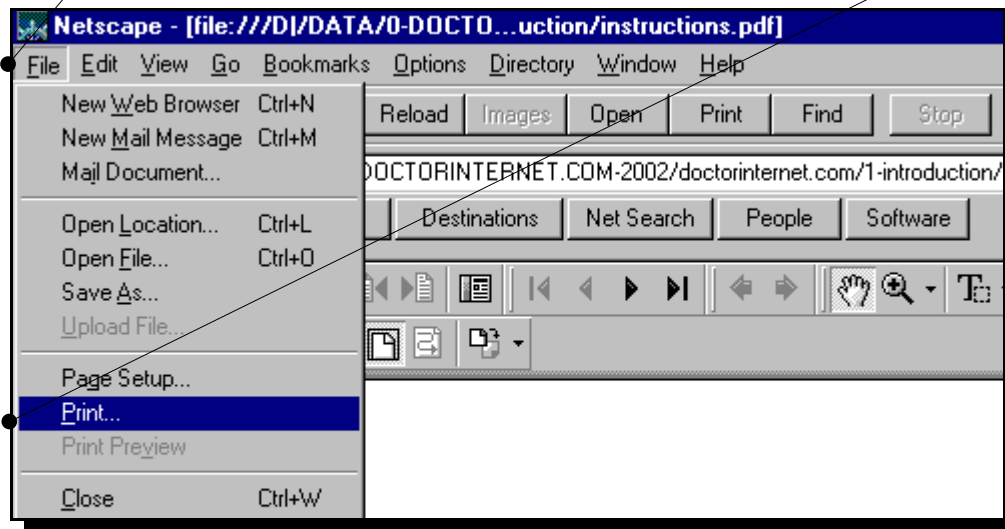 Netscape - [file:///D|/DATA/0-DOCTO...uction/instructions.pdf]
File Edit View Go Bookmarks Options Directory Window Help
New Web Browser Ctrl+N
New Mail Message Ctrl+M
Mail Document...
Open Location... Ctrl+L
Open File... Ctrl+O
Save As...
Upload File...
Page Setup...
Print...
Print Preview
Close Ctrl+W
Reload Images Open Print Find Stop
DOCTORINTERNET.COM-2002/doctorinternet.com/1-introduction/
Destinations Net Search People Software
T